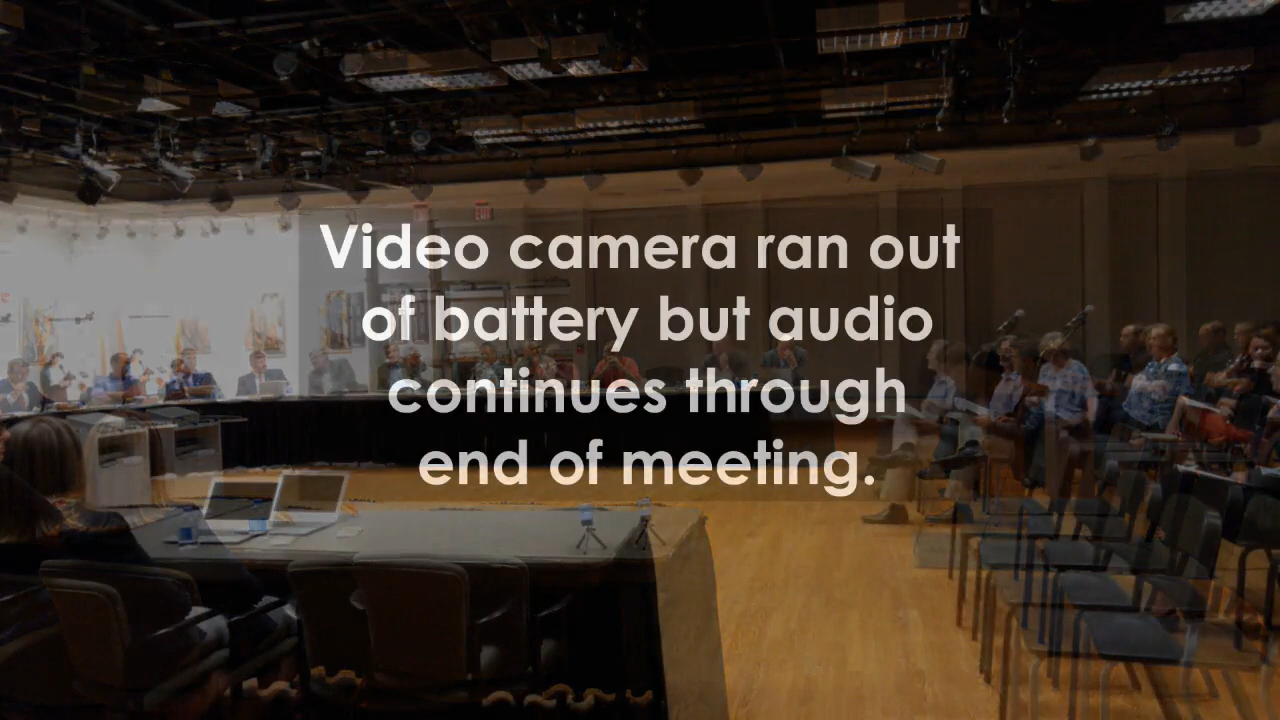 Video camera ran out
of battery but audio
continues through
end of meeting.